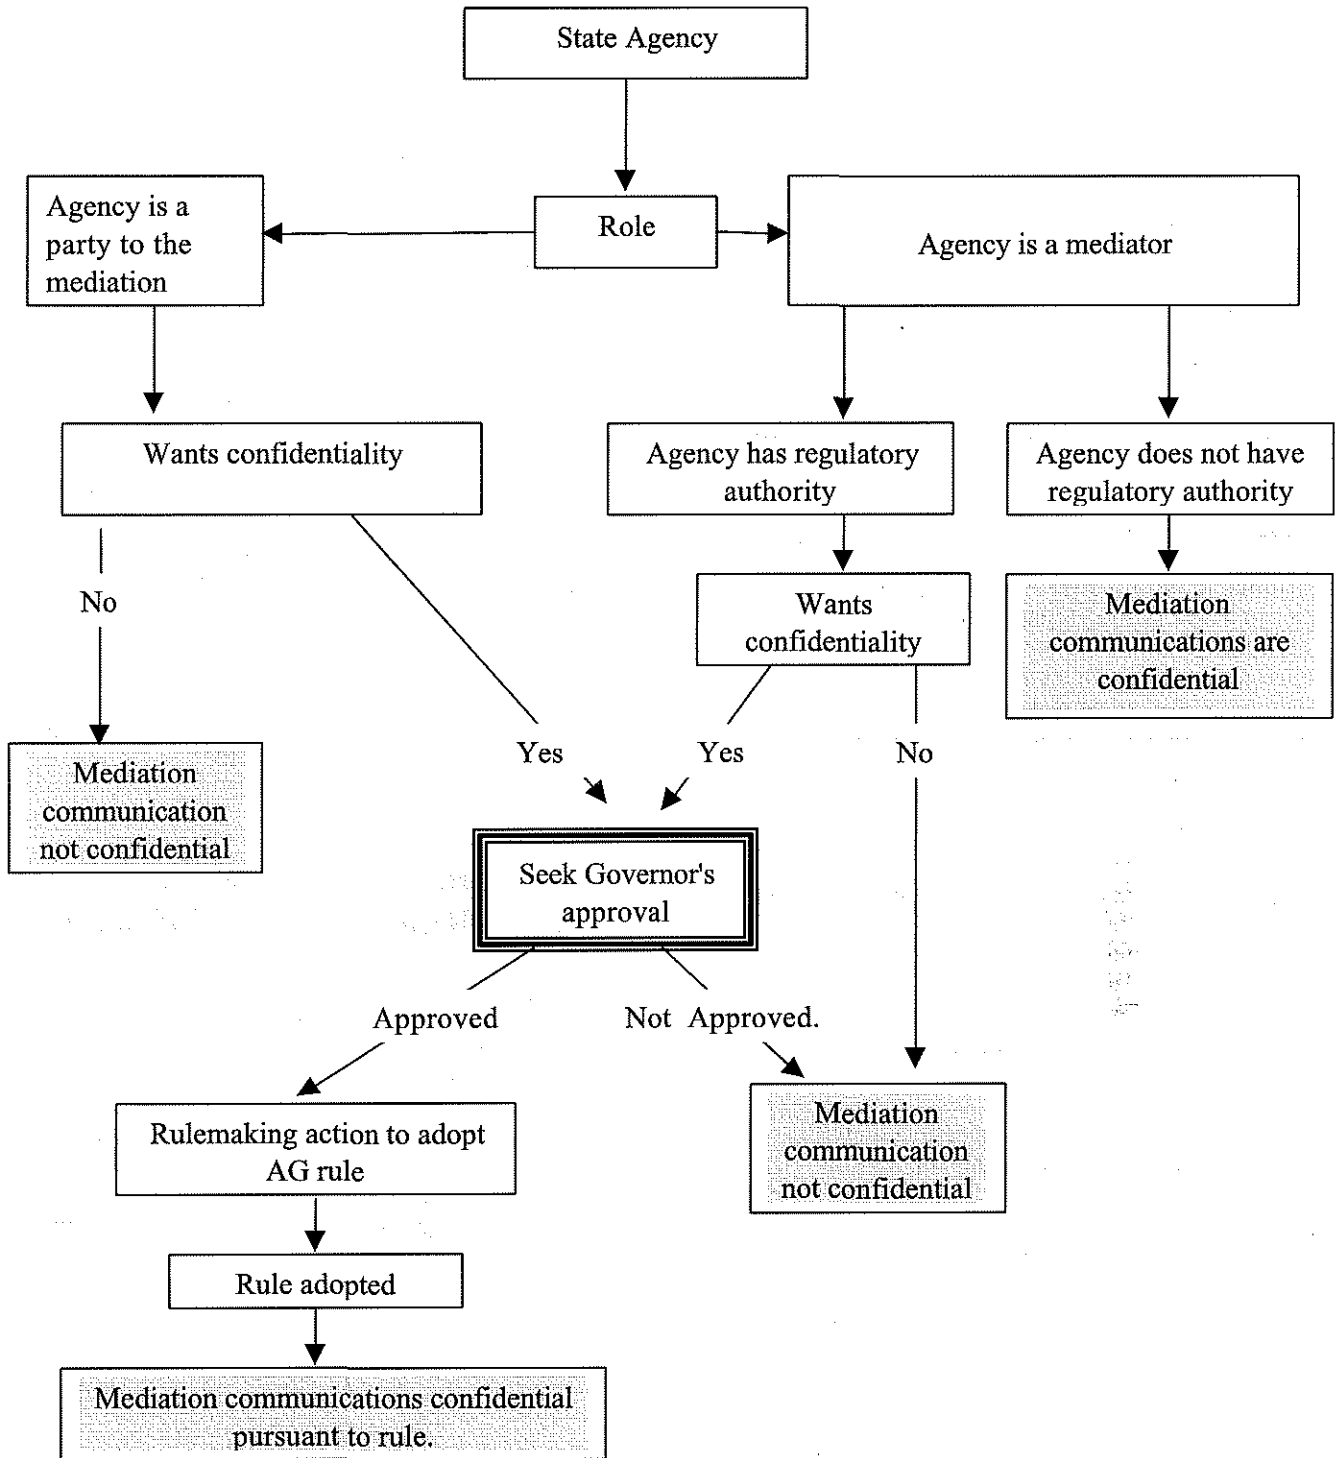 State Agency
Agency is a
party to the
mediation
Role
Agency is a mediator
Wants confidentiality
Agency has regulatory
authority
Agency does not have
regulatory authority
No
Wants
confidentiality
Mediation
communications are
confidential
Yes
Yes
No
Mediation
communication
not confidential
Seek Governor's
approval
Approved
Not Approved.
Rulemaking action to adopt
AG rule
Mediation
communication
not confidential
Rule adopted
Mediation communications confidential
pursuant to rule.